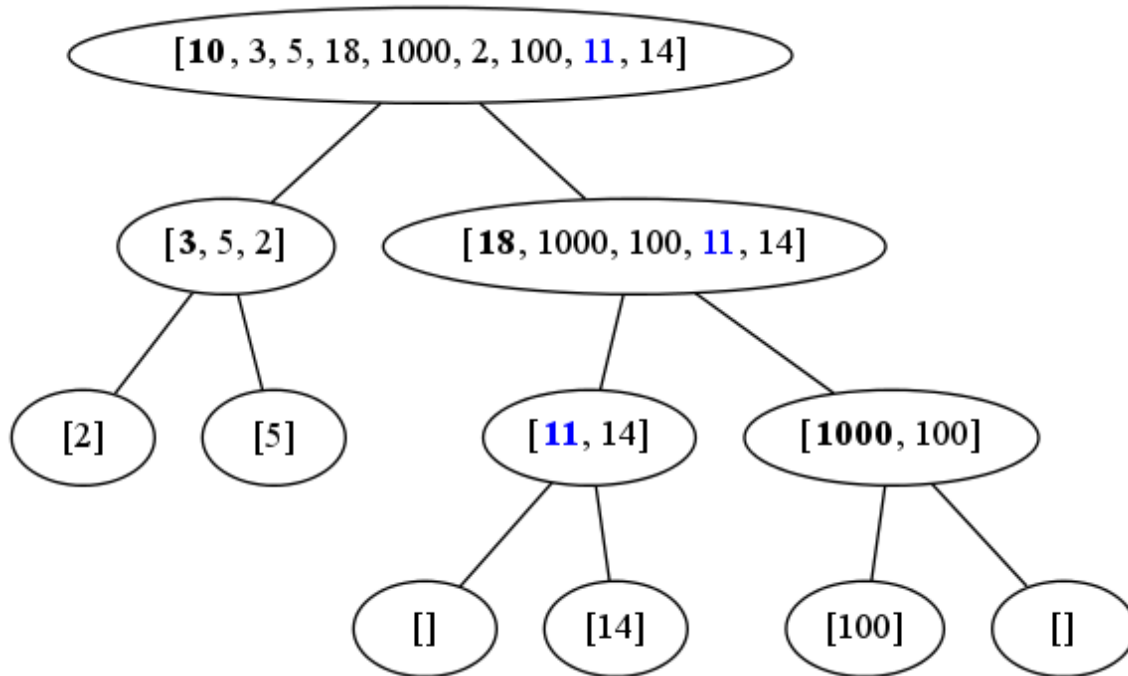 [10, 3, 5, 18, 1000, 2, 100, 11, 14]
[3, 5, 2]
[18, 1000, 100, 11, 14]
[2]
[5]
[11, 14]
[1000, 100]
[]
[14]
[100]
[]